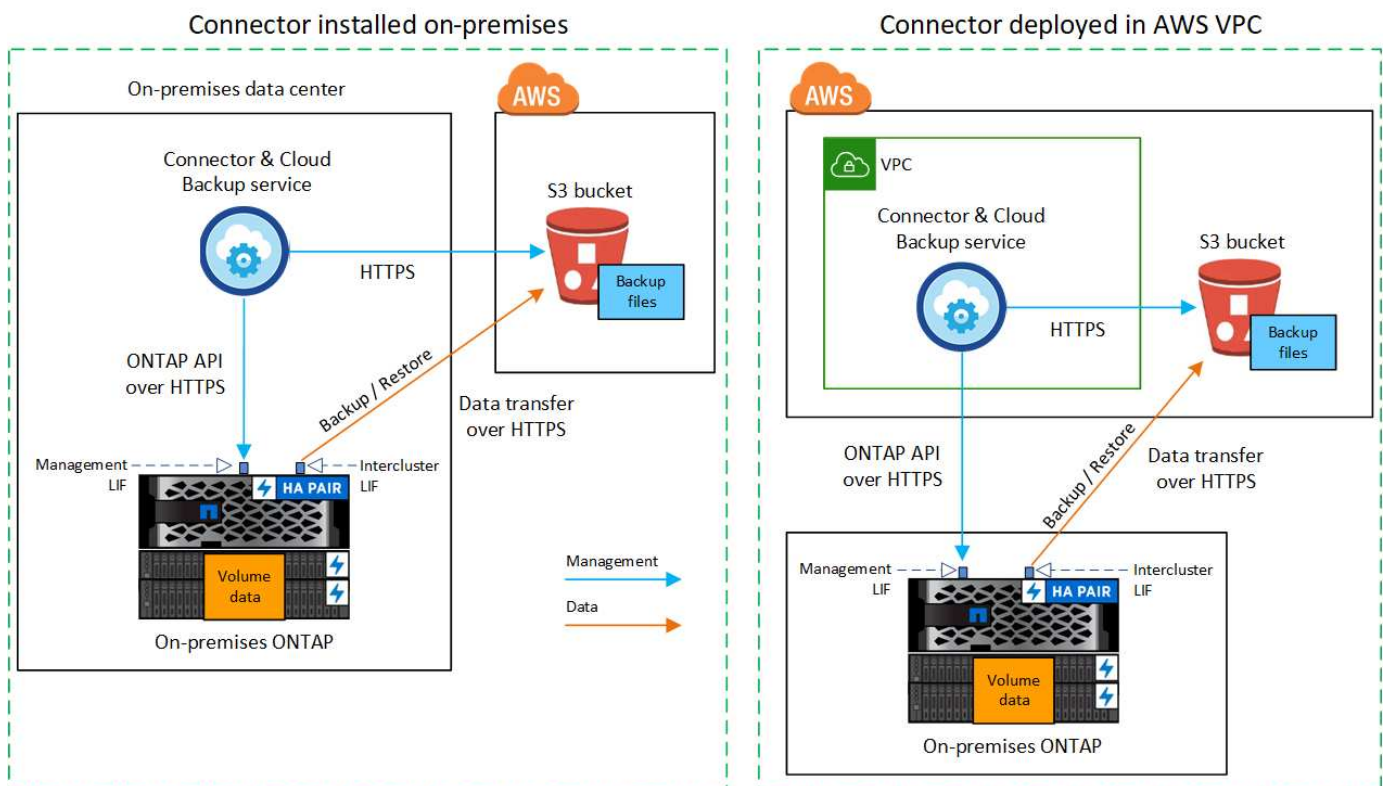 Connector installed on-premises
On-premises data center
AWS
Connector & Cloud
Backup service
S3 bucket
HTTPS
Backup
files
ONTAP API
over HTTPS
Backup / Restore
Data transfer
over HTTPS
Management
LIF
Intercluster
LIF
HA PAIR
Volume
data
On-premises ONTAP
Management
Data
Connector deployed in AWS VPC
AWS
VPC
Connector & Cloud
Backup service
S3 bucket
HTTPS
Backup
files
ONTAP API
over HTTPS
Backup / Restore
Data transfer
over HTTPS
Management
LIF
Intercluster
LIF
HA PAIR
Volume
data
On-premises ONTAP